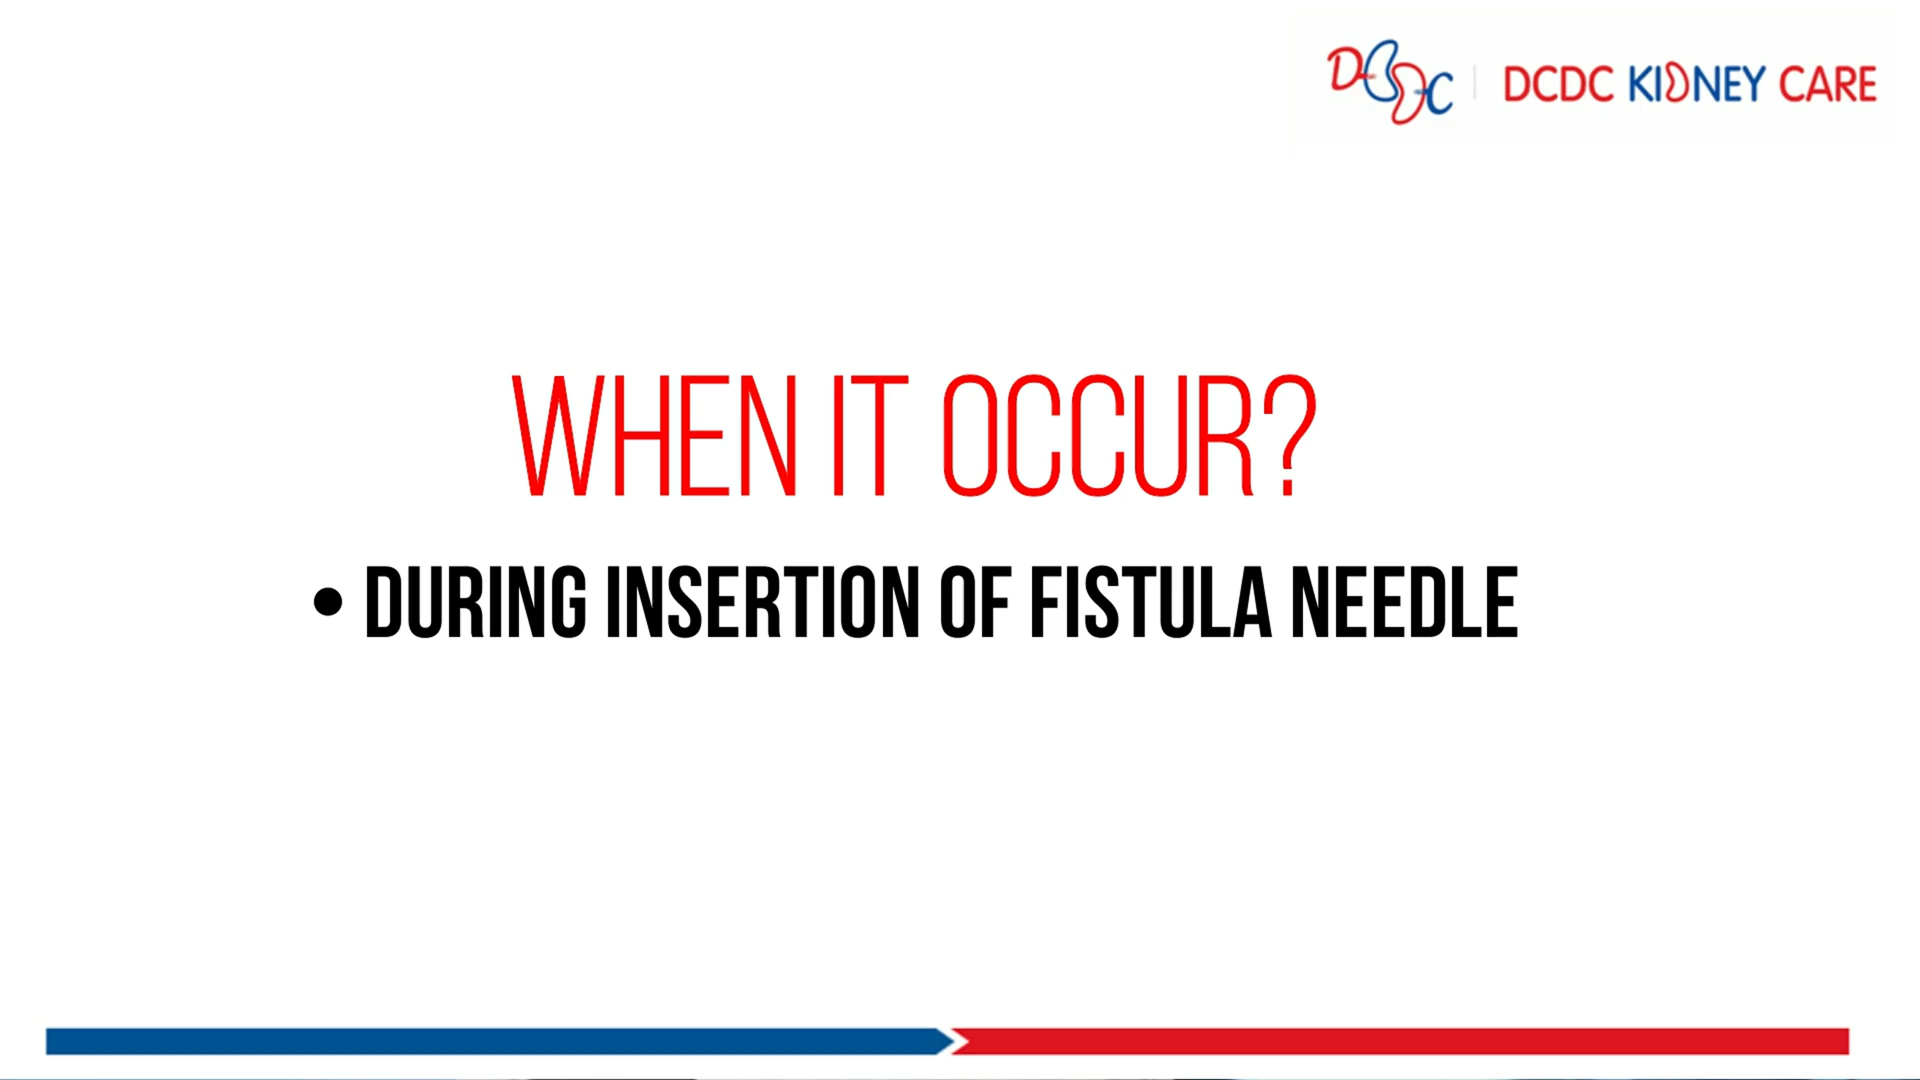 DCDC | DCDC KIDNEY CARE
WHEN IT OCCUR?
• DURING INSERTION OF FISTULA NEEDLE